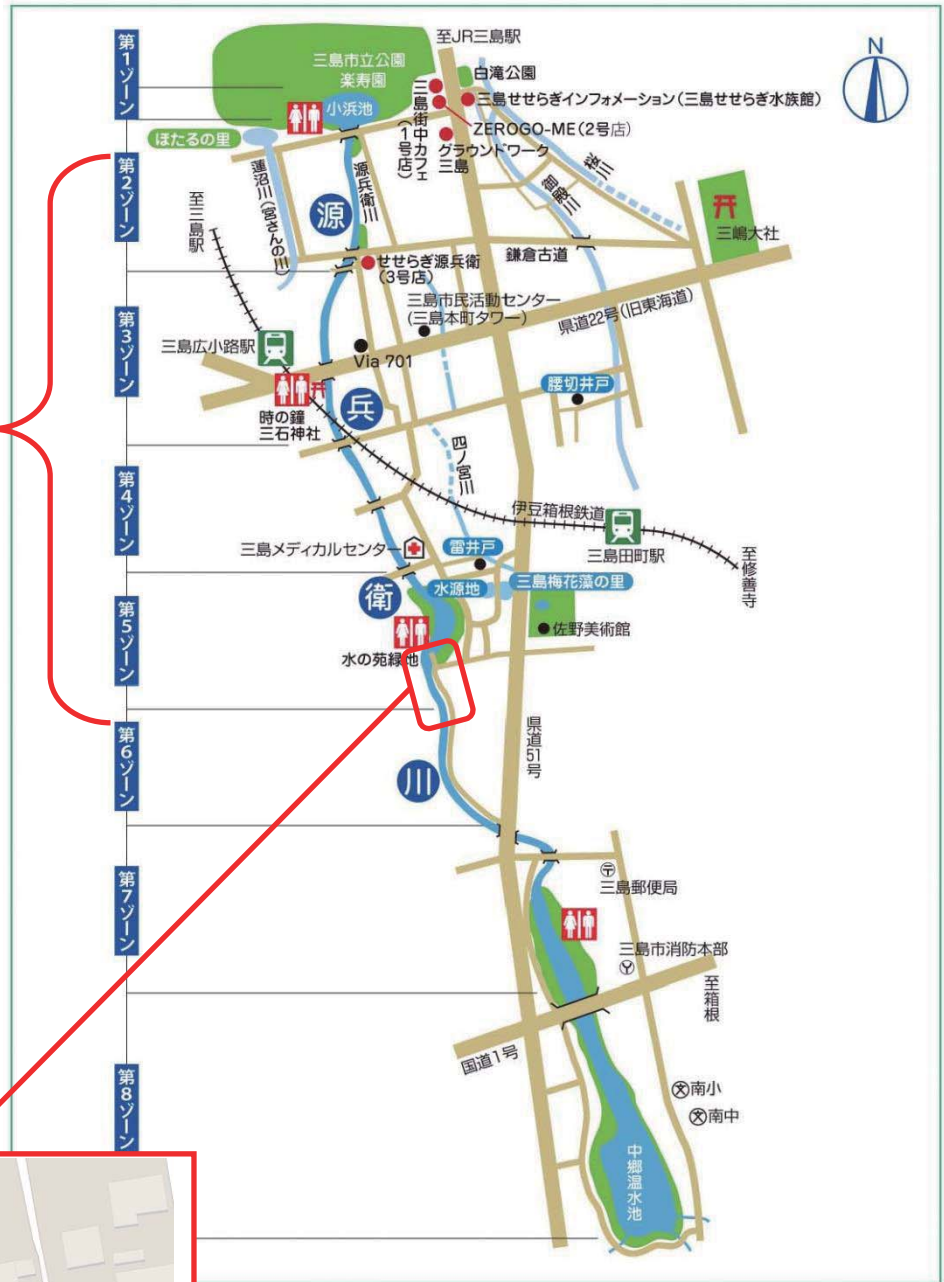 至JR三島駅
N
第1ゾーン
三島市立公園
楽寿園
白滝公園
小浜池
三島街中カフェ
(1号店)
三島せせらぎインフォメーション(三島せせらぎ水族館)
ZEROGO-ME(2号店)
グラウンドワーク
三島
ほたるの里
第2ゾーン
蓮沼川(宮さんの川)
源兵衛川
源
御殿川
桜川
三嶋大社
至三島駅
鎌倉古道
せせらぎ源兵衛
(3号店)
三島市民活動センター
(三島本町タワー)
県道22号(旧東海道)
第3ゾーン
三島広小路駅
Via 701
腰切井戸
時の鐘
三石神社
兵
四ノ宮川
第4ゾーン
伊豆箱根鉄道
三島田町駅
至修善寺
三島メディカルセンター
雷井戸
衛
水源地
三島梅花藻の里
第5ゾーン
佐野美術館
水の苑緑地
県道51号
第6ゾーン
川
〒
三島郵便局
第7ゾーン
三島市消防本部
至箱根
国道1号
第8ゾーン
文南小
文南中
中郷温水池